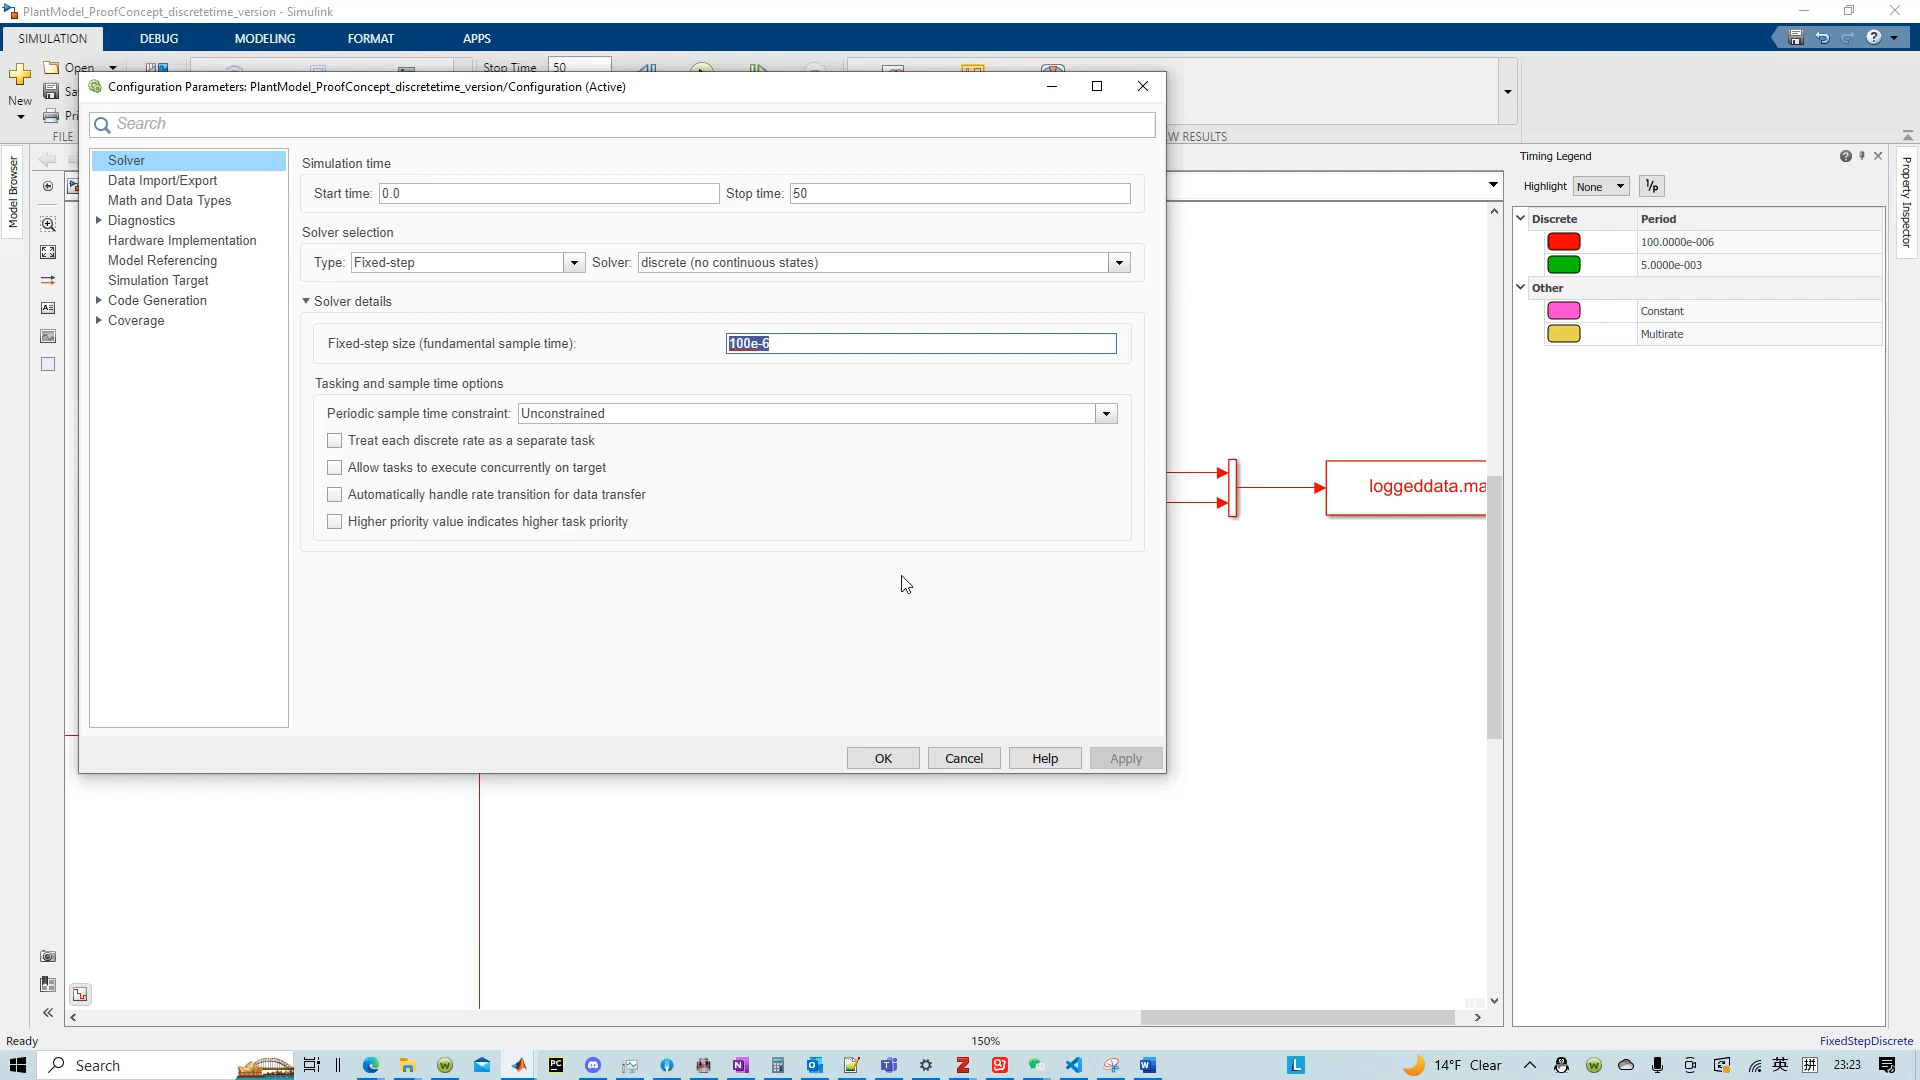 PlantModel_ProofConcept_discretetime_version - Simulink
SIMULATION DEBUG MODELING FORMAT APPS
Open
Stop Time 50
New
FILE
W RESULTS
Configuration Parameters: PlantModel_ProofConcept_discretetime_version/Configuration (Active)
Search
Solver
Data Import/Export
Math and Data Types
Diagnostics
Hardware Implementation
Model Referencing
Simulation Target
Code Generation
Coverage
Simulation time
Start time: 0.0 Stop time: 50
Solver selection
Type: Fixed-step Solver: discrete (no continuous states)
Solver details
Fixed-step size (fundamental sample time): 100e-6
Tasking and sample time options
Periodic sample time constraint: Unconstrained
Treat each discrete rate as a separate task
Allow tasks to execute concurrently on target
Automatically handle rate transition for data transfer
Higher priority value indicates higher task priority
OK Cancel Help Apply
Model Browser
loggeddata.ma
Timing Legend
Highlight None 1/P
Discrete Period
100.0000e-006
5.0000e-003
Other
Constant
Multirate
Property Inspector
Ready 150% FixedStepDiscrete
Search
14°F Clear
英 拼 23:23